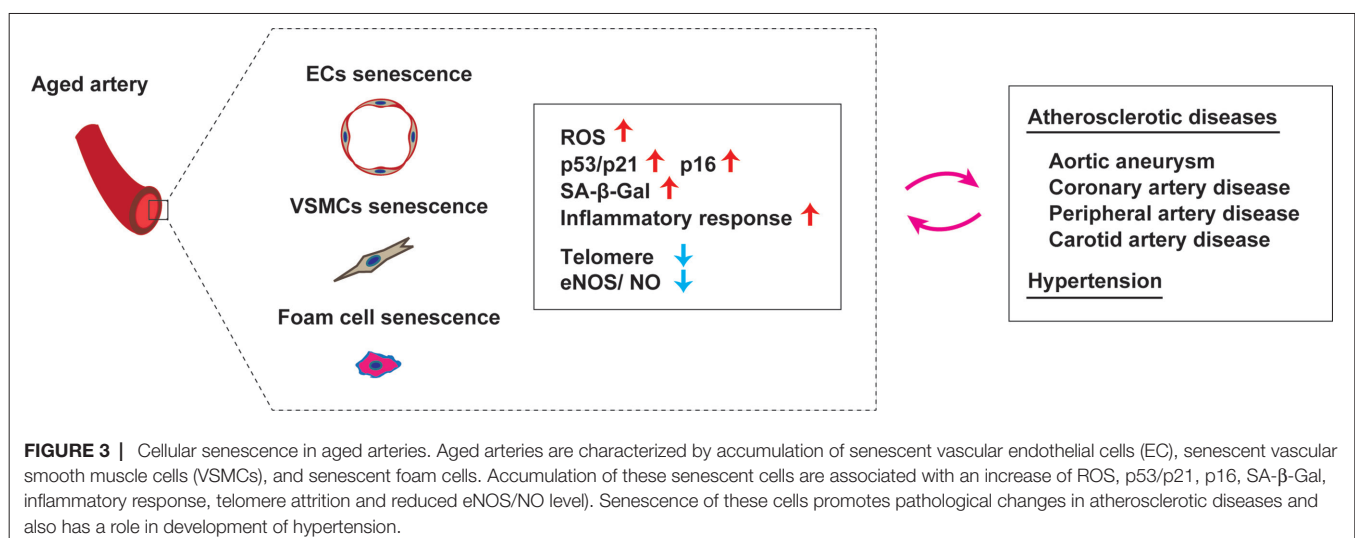 Aged artery
ECs senescence
VSMCs senescence
Foam cell senescence
ROS ↑
p53/p21 ↑ p16 ↑
SA-β-Gal ↑
Inflammatory response ↑
Telomere ↓
eNOS/ NO ↓
Atherosclerotic diseases
Aortic aneurysm
Coronary artery disease
Peripheral artery disease
Carotid artery disease
Hypertension
FIGURE 3 | Cellular senescence in aged arteries. Aged arteries are characterized by accumulation of senescent vascular endothelial cells (EC), senescent vascular
smooth muscle cells (VSMCs), and senescent foam cells. Accumulation of these senescent cells are associated with an increase of ROS, p53/p21, p16, SA-β-Gal,
inflammatory response, telomere attrition and reduced eNOS/NO level). Senescence of these cells promotes pathological changes in atherosclerotic diseases and
also has a role in development of hypertension.